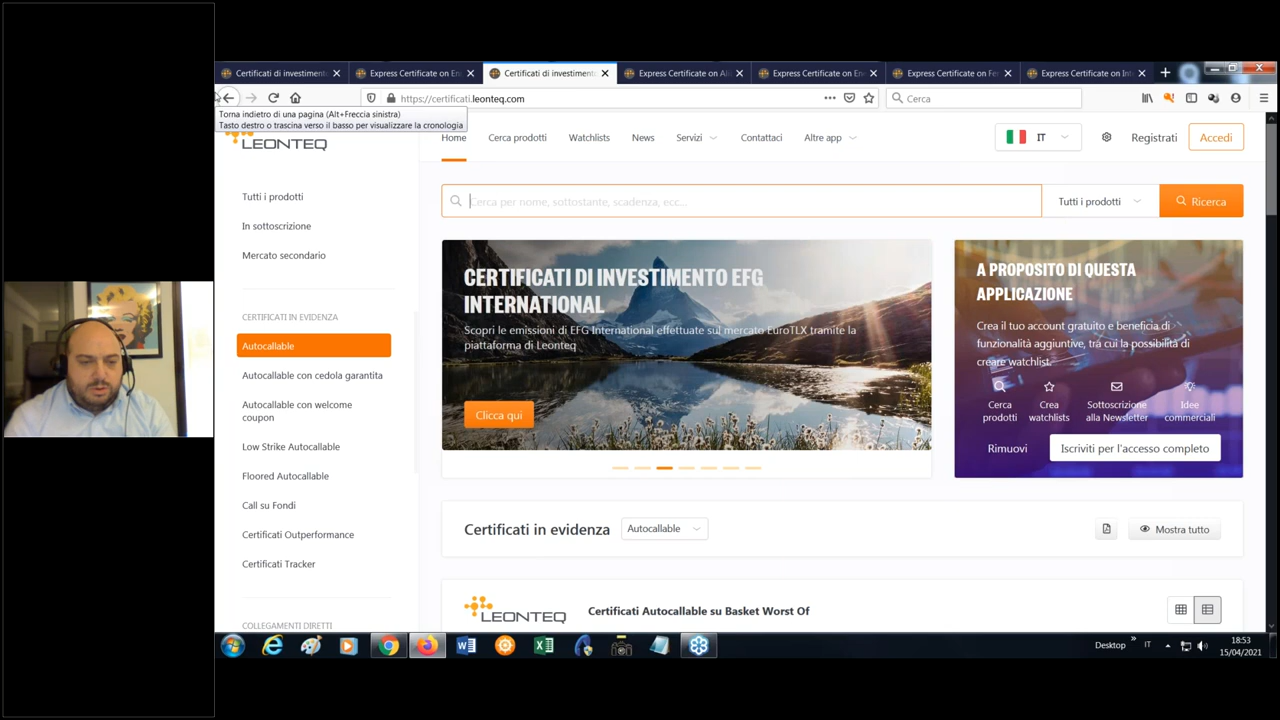 Certificati di investimento
Express Certificate on En
Certificati di investimento
Express Certificate on Al
Express Certificate on En
Express Certificate on Fe
Express Certificate on Int
https://certificati.leonteq.com
Cerca
Torna indietro di una pagina (Alt+Freccia sinistra)
Tasto destro o trascina verso il basso per visualizzare la cronologia
LEONTEQ
Home
Cerca prodotti
Watchlists
News
Servizi
Contattaci
Altre app
IT
Registrati
Accedi
Tutti i prodotti
In sottoscrizione
Mercato secondario
CERTIFICATI IN EVIDENZA
Autocallable
Autocallable con cedola garantita
Autocallable con welcome
coupon
Low Strike Autocallable
Floored Autocallable
Call su Fondi
Certificati Outperformance
Certificati Tracker
COLLEGAMENTI DIRETTI
Cerca per nome, sottostante, scadenza, ecc...
Tutti i prodotti
Ricerca
CERTIFICATI DI INVESTIMENTO EFG
INTERNATIONAL
Scopri le emissioni di EFG International effettuate sul mercato EuroTLX tramite la
piattaforma di Leonteq
Clicca qui
A PROPOSITO DI QUESTA
APPLICAZIONE
Crea il tuo account gratuito e beneficia di
funzionalità aggiuntive, tra cui la possibilità di
creare watchlist.
Cerca
prodotti
Crea
watchlists
Sottoscrizione
alla Newsletter
Idee
commerciali
Rimuovi
Iscriviti per l'accesso completo
Certificati in evidenza
Autocallable
Mostra tutto
LEONTEQ
Certificati Autocallable su Basket Worst Of
Desktop
IT
18:53
15/04/2021